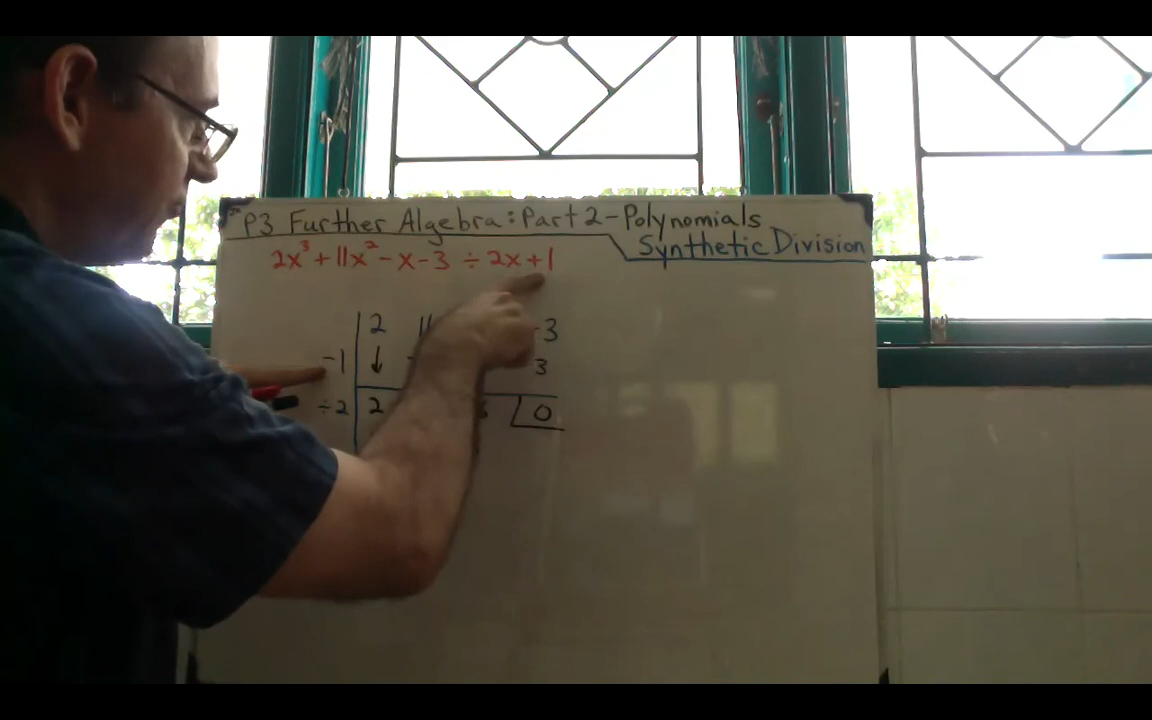 P3 Further Algebra: Part 2 - Polynomials
Synthetic Division
2x³ + 11x² - x - 3 ÷ 2x + 1
2 11 -3
-1 ↓ - 3
÷2 2 0